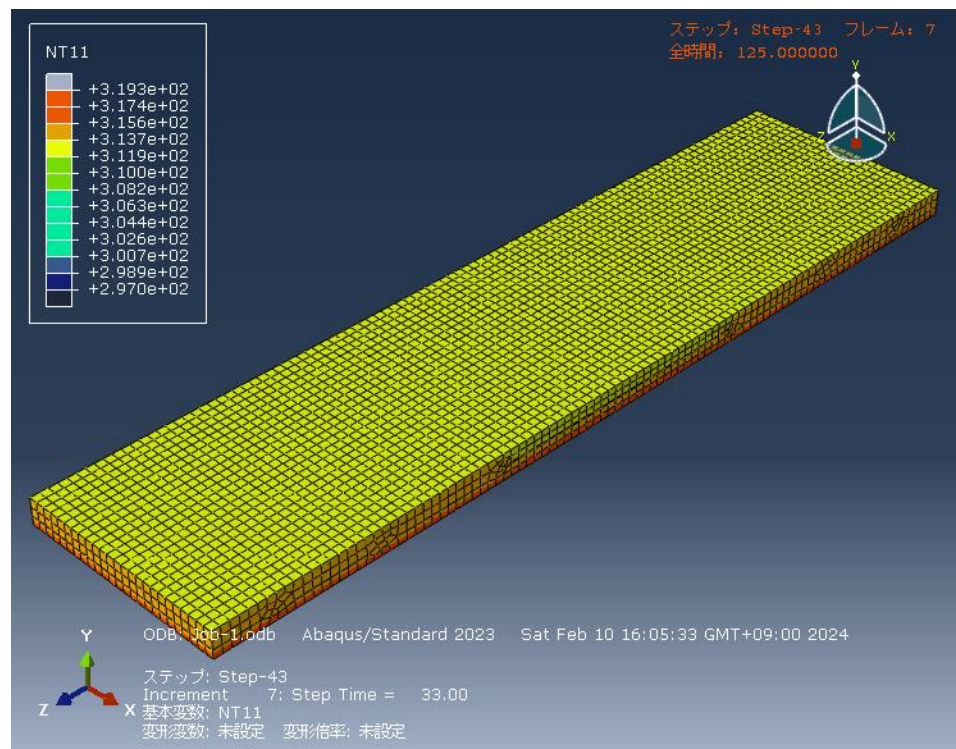 ステップ: Step-43 フレーム: 7
全時間: 125.000000
NT11
+3.193e+02
+3.174e+02
+3.156e+02
+3.137e+02
+3.119e+02
+3.100e+02
+3.082e+02
+3.063e+02
+3.044e+02
+3.026e+02
+3.007e+02
+2.989e+02
+2.970e+02
Y
Z X
ODB: Job-1.odb Abaqus/Standard 2023 Sat Feb 10 16:05:33 GMT+09:00 2024
Y
Z X
ステップ: Step-43
Increment 7: Step Time = 33.00
基本変数: NT11
変形変数: 未設定 変形倍率: 未設定